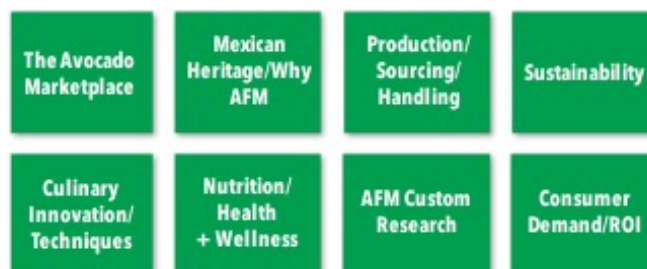 The Avocado
Marketplace
Mexican
Heritage/Why
AFM
Production/
Sourcing/
Handling
Sustainability
Culinary
Innovation/
Techniques
Nutrition/
Health
+ Wellness
AFM Custom
Research
Consumer
Demand/ROI